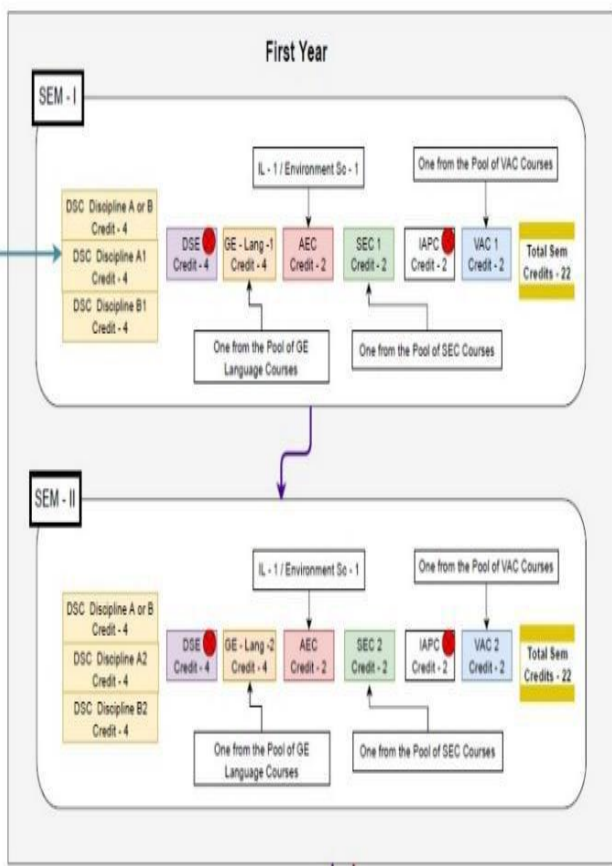 First Year
SEM - I
IL - 1 / Environment Sc - 1
One from the Pool of VAC Courses
DSC Discipline A or B
Credit - 4
DSC Discipline A1
Credit - 4
DSC Discipline B1
Credit - 4
DSE
Credit - 4
GE - Lang -1
Credit - 4
AEC
Credit - 2
SEC 1
Credit - 2
IAPC
Credit - 2
VAC 1
Credit - 2
Total Sem
Credits - 22
One from the Pool of GE
Language Courses
One from the Pool of SEC Courses
SEM - II
IL - 1 / Environment Sc - 1
One from the Pool of VAC Courses
DSC Discipline A or B
Credit - 4
DSC Discipline A2
Credit - 4
DSC Discipline B2
Credit - 4
DSE
Credit - 4
GE - Lang -2
Credit - 4
AEC
Credit - 2
SEC 2
Credit - 2
IAPC
Credit - 2
VAC 2
Credit - 2
Total Sem
Credits - 22
One from the Pool of GE
Language Courses
One from the Pool of SEC Courses